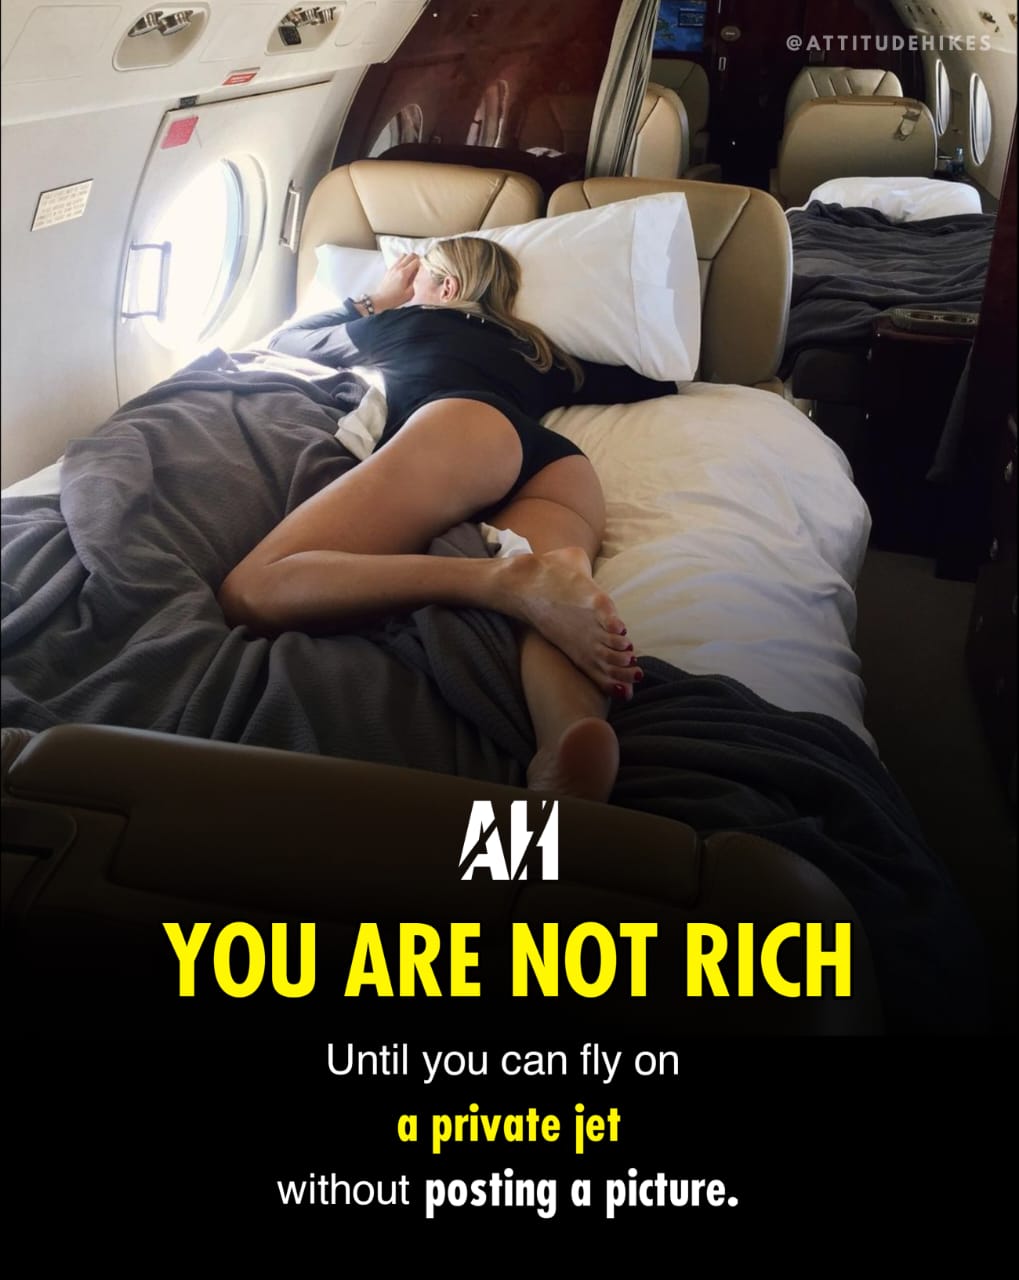 @ATTITUDEHIKES
AH
YOU ARE NOT RICH
Until you can fly on
a private jet
without posting a picture.